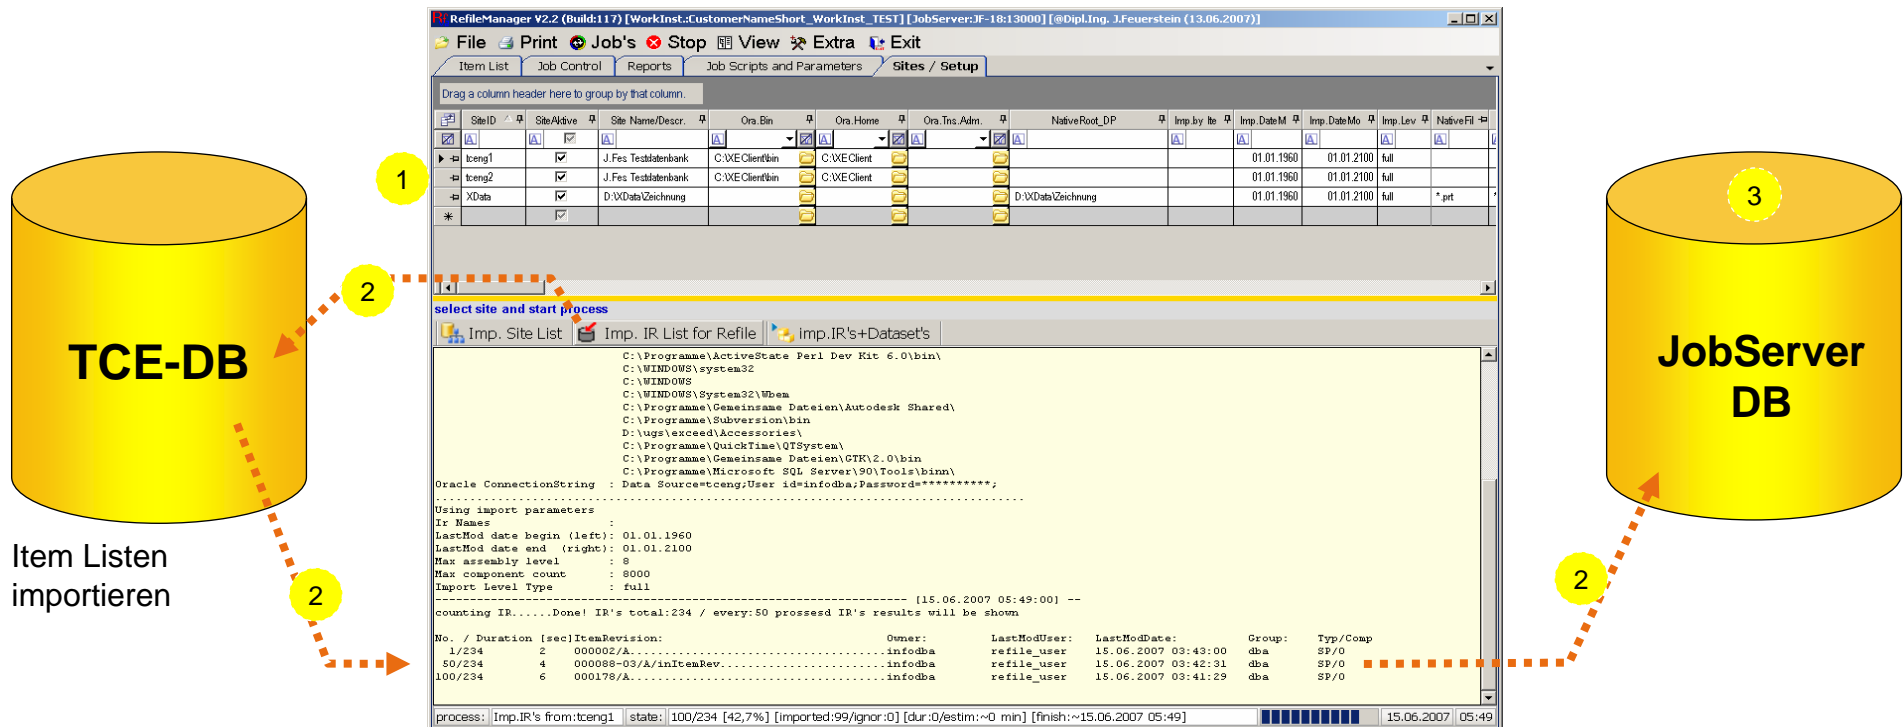 RefileManager V2.2 (Build:117) [WorkInst.:CustomerNameShort_WorkInst_TEST] [JobServer:JF-18:13000] [@Dipl.Ing. J.Feuerstein (13.06.2007)]
File Print Job's Stop View Extra Exit
Item List Job Control Reports Job Scripts and Parameters Sites / Setup
Drag a column header here to group by that column.
SiteID SiteAktive Site Name/Descr. Ora.Bin Ora.Home Ora.Tns.Adm. NativeRoot_DP Imp.by Ite Imp.DateM Imp.DateMo Imp.Lev NativeFil
tceng1 J.Fes Testdatenbank C:\XEClient\bin C:\XEClient 01.01.1960 01.01.2100 full
tceng2 J.Fes Testdatenbank C:\XEClient\bin C:\XEClient 01.01.1960 01.01.2100 full
XData D:\XData\Zeichnung D:\XData\Zeichnung 01.01.1960 01.01.2100 full *.prt
1
2
3
select site and start process
Imp. Site List Imp. IR List for Refile imp.IR's+Dataset's
TCE-DB
JobServer
DB
C:\Programme\ActiveState Perl Dev Kit 6.0\bin\
C:\WINDOWS\system32
C:\WINDOWS
C:\WINDOWS\System32\Wbem
C:\Programme\Gemeinsame Dateien\Autodesk Shared\
C:\Programme\Subversion\bin
D:\ugs\exceed\Accessories\
C:\Programme\QuickTime\QTSystem\
C:\Programme\Gemeinsame Dateien\GTK\2.0\bin
C:\Programme\Microsoft SQL Server\90\Tools\binn\
Oracle ConnectionString : Data Source=tceng;User id=infodba;Password=**********;
Using import parameters
Ir Names :
LastMod date begin (left): 01.01.1960
LastMod date end (right): 01.01.2100
Max assembly level : 8
Max component count : 8000
Import Level Type : full
-------------------------------------------------------------------- [15.06.2007 05:49:00] --
counting IR......Done! IR's total:234 / every:50 prossesd IR's results will be shown
No. / Duration [sec]ItemRevision: Owner: LastModUser: LastModDate: Group: Typ/Comp
1/234 2 000002/A.....................................infodba refile_user 15.06.2007 03:43:00 dba SP/0
50/234 4 000088-03/A/inItemRev........................infodba refile_user 15.06.2007 03:42:31 dba SP/0
100/234 6 000178/A.....................................infodba refile_user 15.06.2007 03:41:29 dba SP/0
Item Listen
importieren
2
2
process: Imp.IR's from:tceng1 state: 100/234 [42,7%] [imported:99/ignor:0] [dur:0/estim:~0 min] [finish:~15.06.2007 05:49] 15.06.2007 05:49